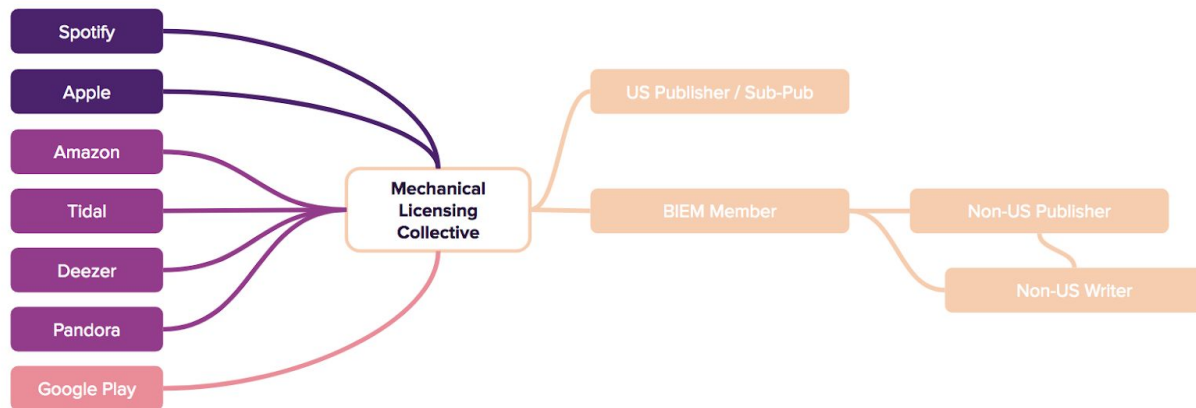 Spotify
Apple
Amazon
Tidal
Deezer
Pandora
Google Play
Mechanical
Licensing
Collective
US Publisher / Sub-Pub
BIEM Member
Non-US Publisher
Non-US Writer